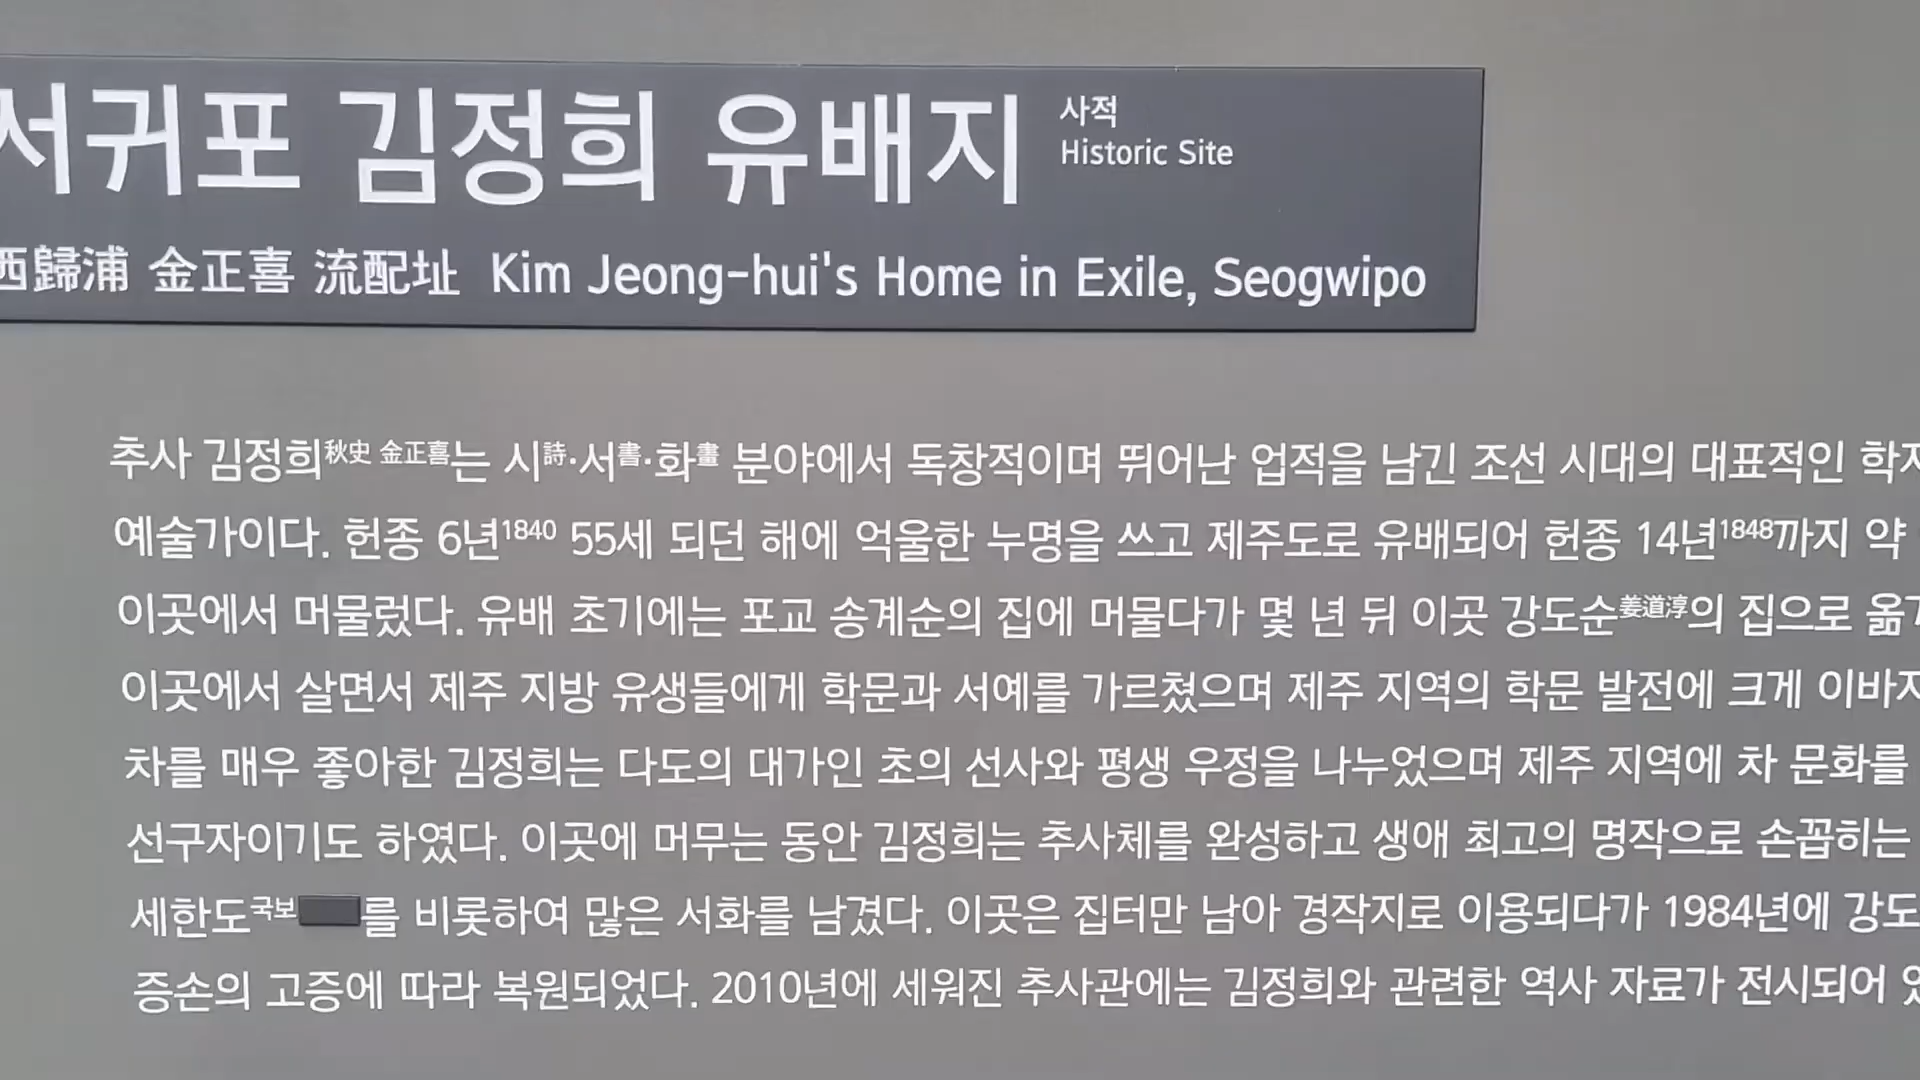 서귀포 김정희 유배지
사적
Historic Site
西歸浦 金正喜 流配址 Kim Jeong-hui's Home in Exile, Seogwipo
추사 김정희秋史 金正喜는 시詩·서書·화畫 분야에서 독창적이며 뛰어난 업적을 남긴 조선 시대의 대표적인
예술가이다. 헌종 6년1840 55세 되던 해에 억울한 누명을 쓰고 제주도로 유배되어 헌종 14년1848까지 약
이곳에서 머물렀다. 유배 초기에는 포교 송계순의 집에 머물다가 몇 년 뒤 이곳 강도순姜道淳의 집으로
이곳에서 살면서 제주 지방 유생들에게 학문과 서예를 가르쳤으며 제주 지역의 학문 발전에 크게
차를 매우 좋아한 김정희는 다도의 대가인 초의 선사와 평생 우정을 나누었으며 제주 지역에 차 문화를
선구자이기도 하였다. 이곳에 머무는 동안 김정희는 추사체를 완성하고 생애 최고의 명작으로 손꼽히는
세한도국보를 비롯하여 많은 서화를 남겼다. 이곳은 집터만 남아 경작지로 이용되다가 1984년에 강도
증손의 고증에 따라 복원되었다. 2010년에 세워진 추사관에는 김정희와 관련한 역사 자료가 전시되어